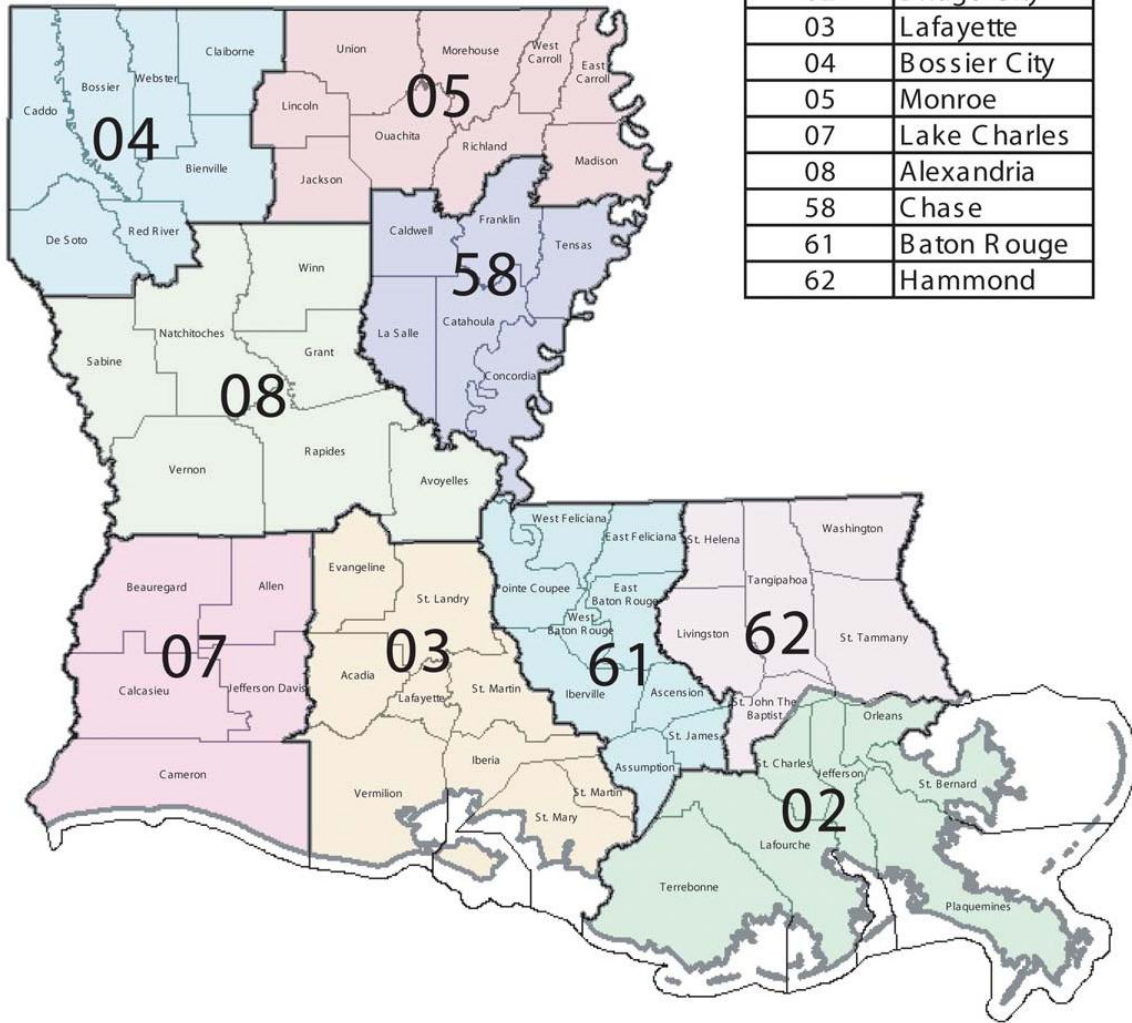 03 Lafayette
04 Bossier City
05 Monroe
07 Lake Charles
08 Alexandria
58 Chase
61 Baton Rouge
62 Hammond
Claiborne
Union
Morehouse
West
Carroll
East
Carroll
Webster
Bossier
Caddo
04
05
Lincoln
Ouachita
Richland
Madison
Bienville
Jackson
De Soto
Red River
Caldwell
Franklin
Tensas
58
Winn
La Salle
Catahoula
Concordia
Natchitoches
Grant
Sabine
08
Vernon
Rapides
Avoyelles
West Feliciana
East Feliciana
St. Helena
Washington
Tangipahoa
Beauregard
Allen
Evangeline
St. Landry
Pointe Coupee
East
Baton Rouge
West
Baton Rouge
Livingston
62
St. Tammany
07
03
61
Calcasieu
Jefferson Davis
Acadia
Lafayette
St. Martin
Iberville
Ascension
St. John The
Baptist
Orleans
St. James
Cameron
Vermilion
Iberia
St. Martin
St. Mary
Assumption
St. Charles
Jefferson
St. Bernard
02
Lafourche
Terrebonne
Plaquemines